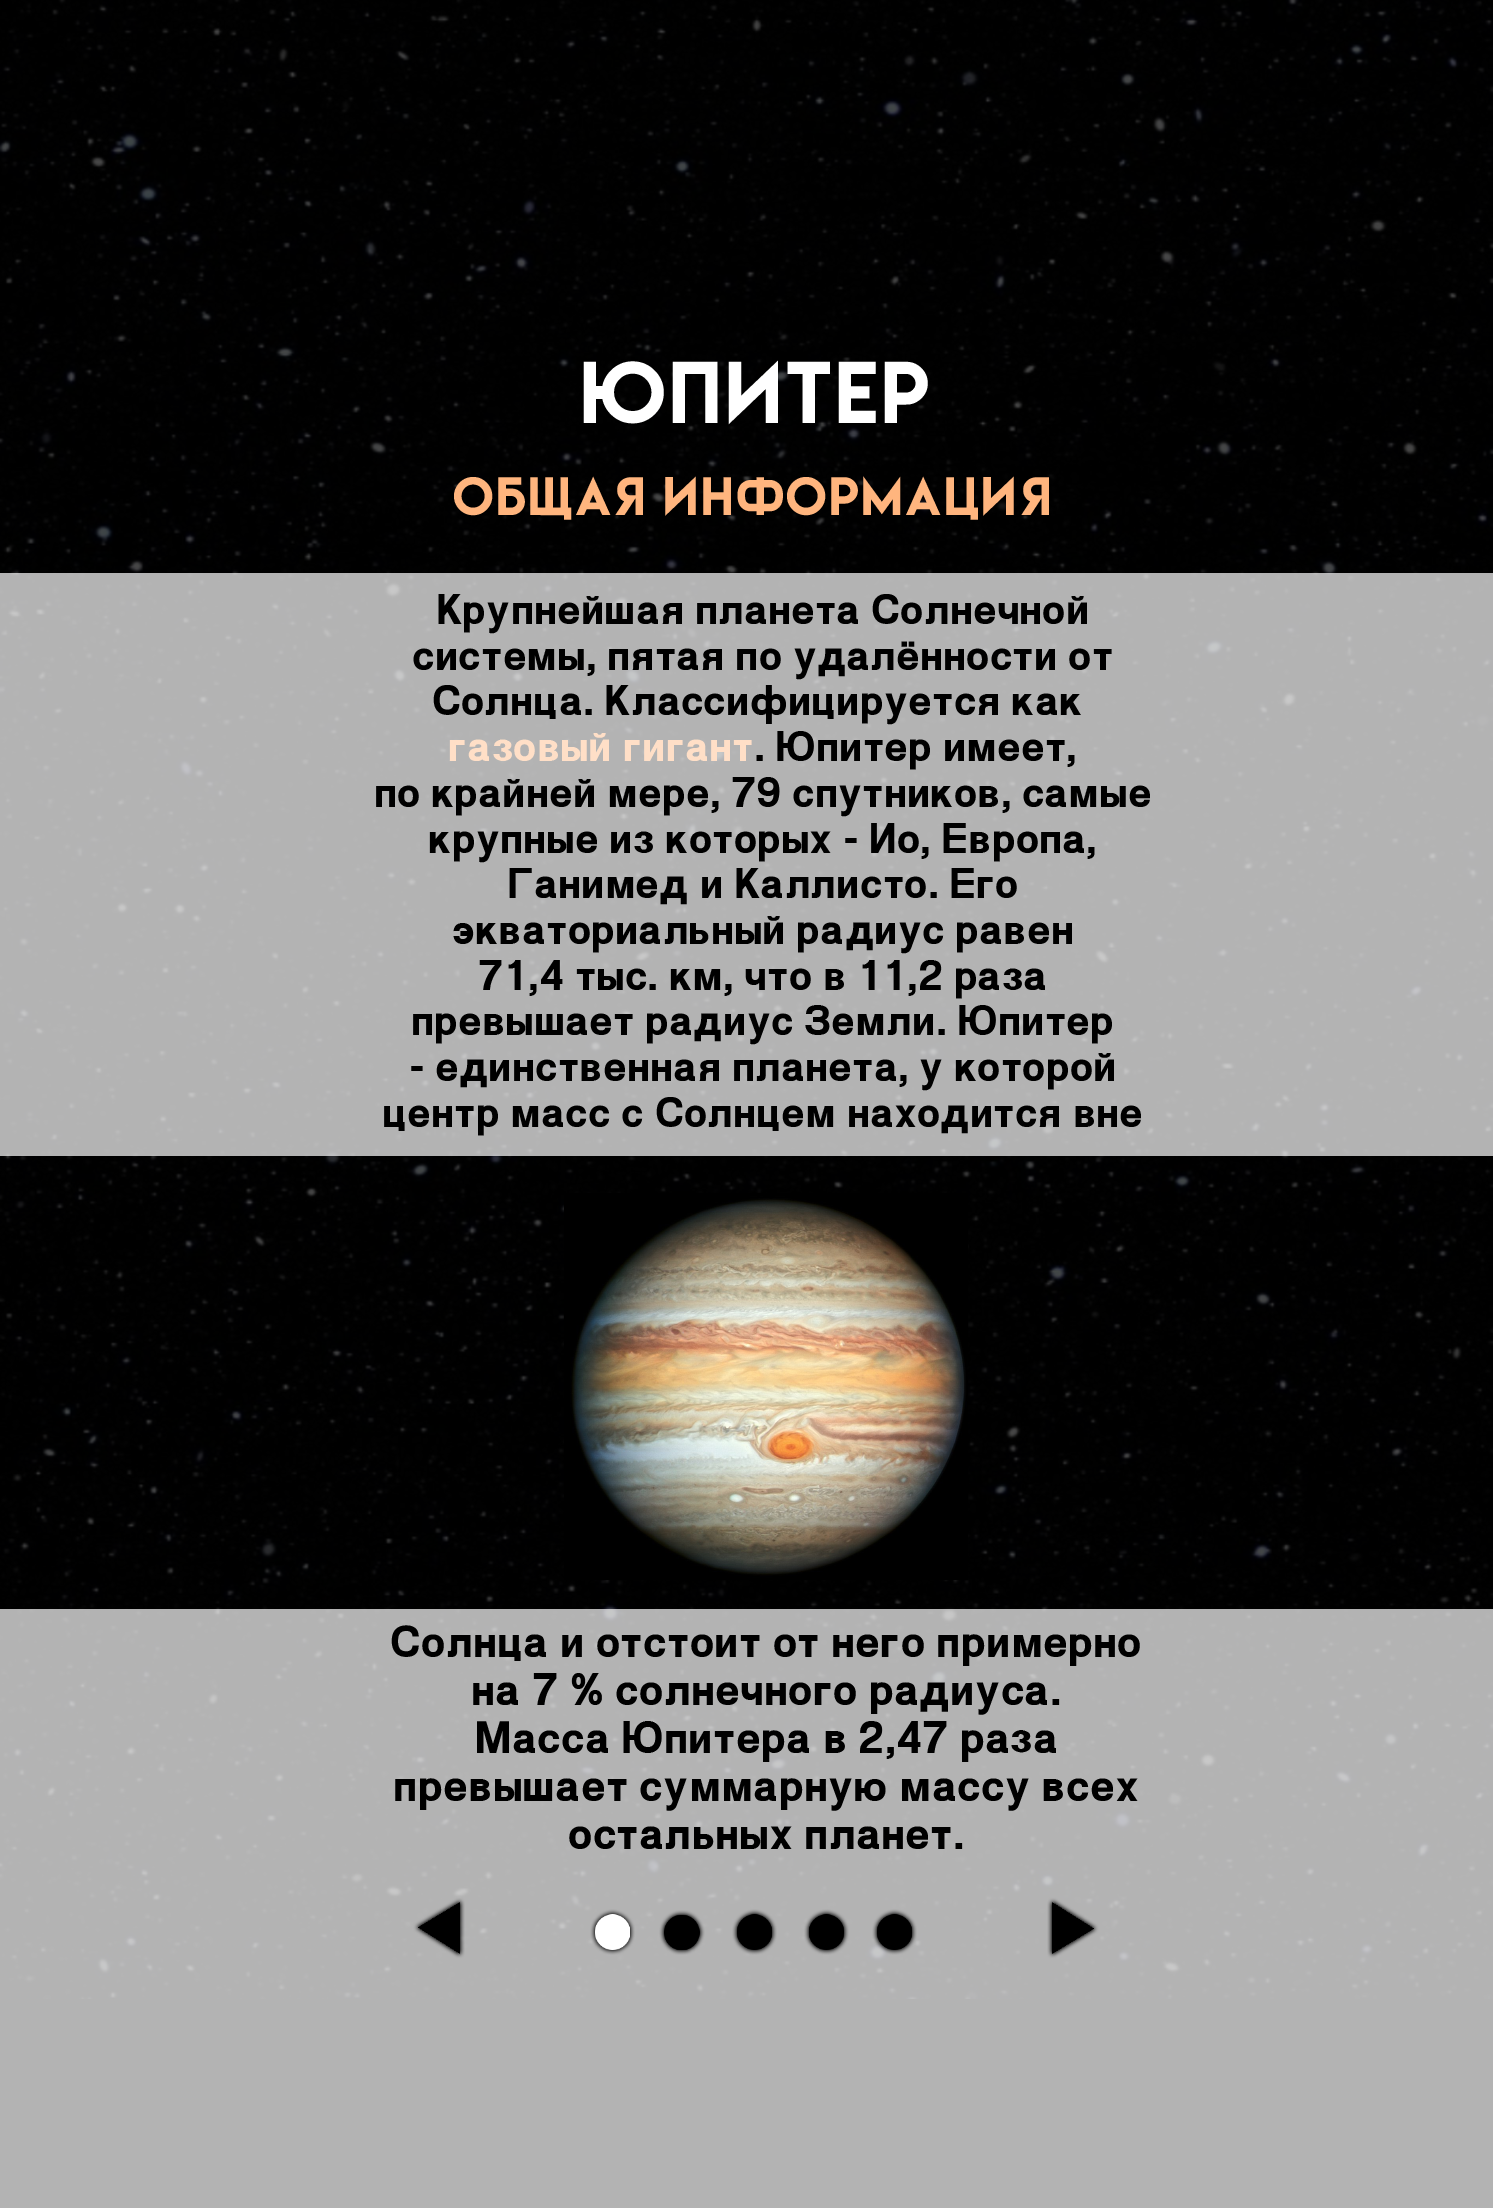 ЮПИТЕР
ОБЩАЯ ИНФОРМАЦИЯ
Крупнейшая планета Солнечной
системы, пятая по удалённости от
Солнца. Классифицируется как
газовый гигант. Юпитер имеет,
по крайней мере, 79 спутников, самые
крупные из которых - Ио, Европа,
Ганимед и Каллисто. Его
экваториальный радиус равен
71,4 тыс. км, что в 11,2 раза
превышает радиус Земли. Юпитер
- единственная планета, у которой
центр масс с Солнцем находится вне
Солнца и отстоит от него примерно
на 7 % солнечного радиуса.
Масса Юпитера в 2,47 раза
превышает суммарную массу всех
остальных планет.